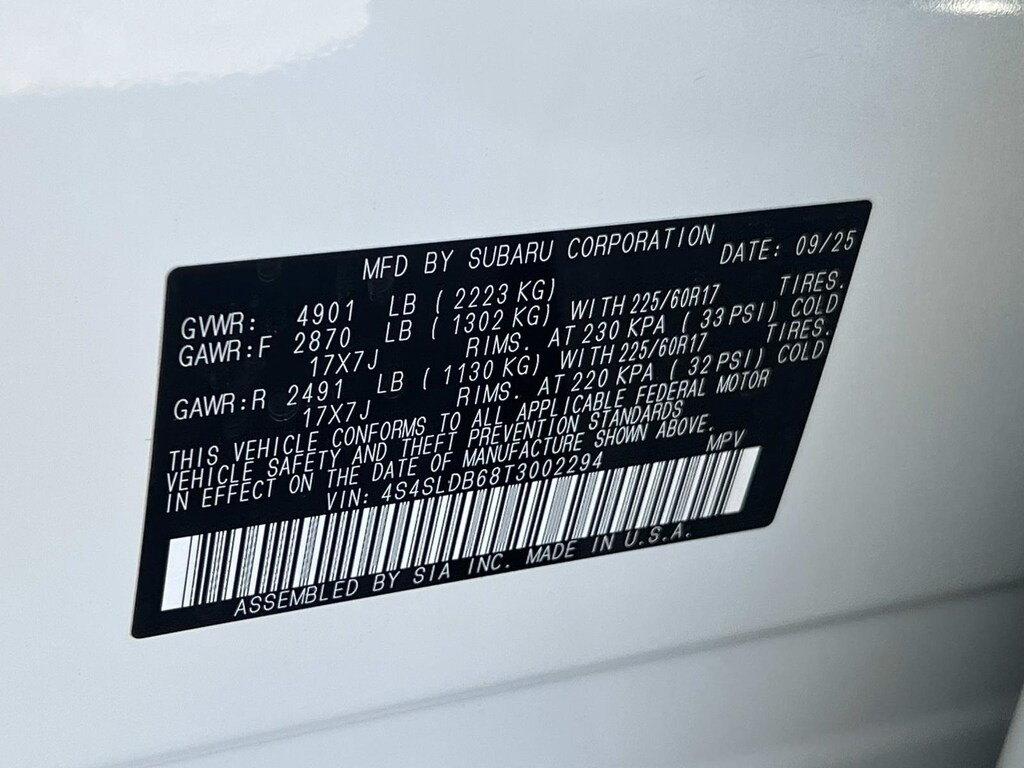 MFD BY SUBARU CORPORATION DATE: 09/25
GVWR: 4901 LB ( 2223 KG)
GAWR:F 2870 LB ( 1302 KG) WITH 225/60R17 TIRES.
17X7J RIMS. AT 230 KPA ( 33 PSI) COLD
GAWR:R 2491 LB ( 1130 KG) WITH 225/60R17 TIRES.
17X7J RIMS. AT 220 KPA ( 32 PSI) COLD
THIS VEHICLE CONFORMS TO ALL APPLICABLE FEDERAL MOTOR
VEHICLE SAFETY AND THEFT PREVENTION STANDARDS
IN EFFECT ON THE DATE OF MANUFACTURE SHOWN ABOVE.
VIN: 4S4SLDB68T3002294 MPV
ASSEMBLED BY SIA INC. MADE IN U.S.A.